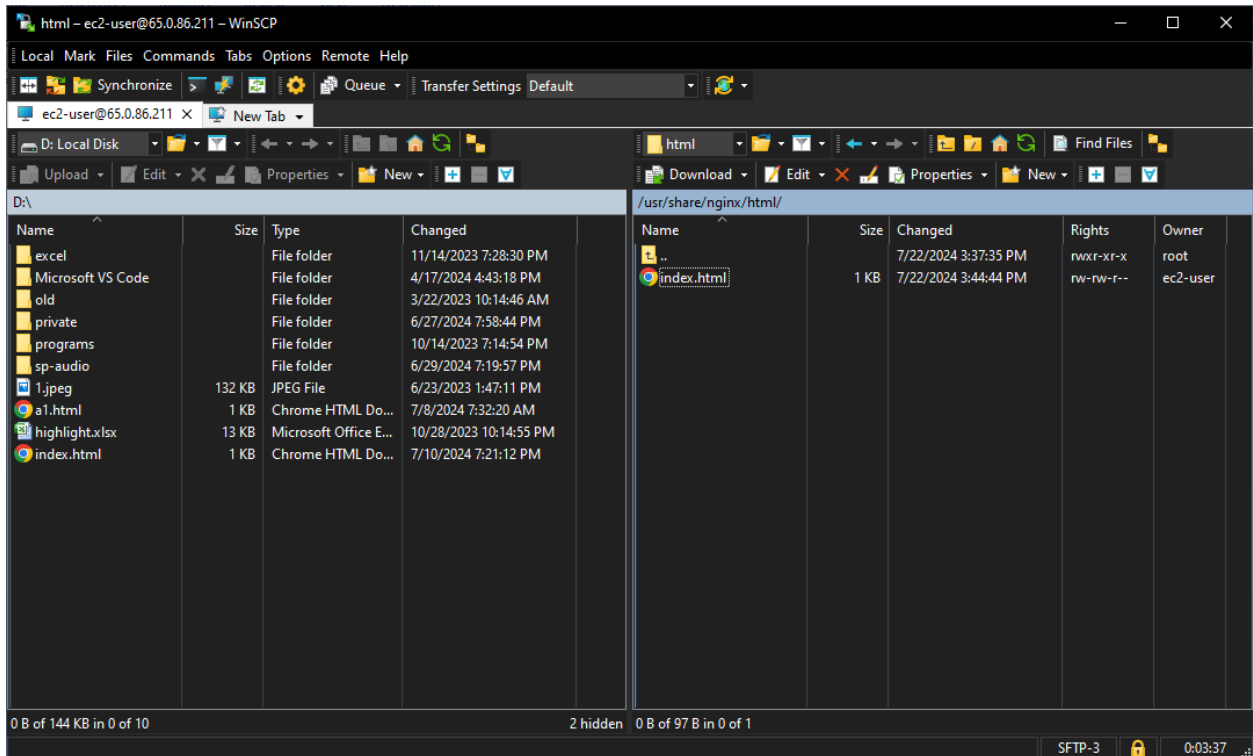 html – ec2-user@65.0.86.211 – WinSCP
Local Mark Files Commands Tabs Options Remote Help
Synchronize Queue Transfer Settings Default
ec2-user@65.0.86.211 New Tab
D: Local Disk html Find Files
Upload Edit Properties New Download Edit Properties New
D:\ /usr/share/nginx/html/
Name Size Type Changed Name Size Changed Rights Owner
excel File folder 11/14/2023 7:28:30 PM .. 7/22/2024 3:37:35 PM rwxr-xr-x root
Microsoft VS Code File folder 4/17/2024 4:43:18 PM index.html 1 KB 7/22/2024 3:44:44 PM rw-rw-r-- ec2-user
old File folder 3/22/2023 10:14:46 AM
private File folder 6/27/2024 7:58:44 PM
programs File folder 10/14/2023 7:14:54 PM
sp-audio File folder 6/29/2024 7:19:57 PM
1.jpeg 132 KB JPEG File 6/23/2023 1:47:11 PM
a1.html 1 KB Chrome HTML Do... 7/8/2024 7:32:20 AM
highlight.xlsx 13 KB Microsoft Office E... 10/28/2023 10:14:55 PM
index.html 1 KB Chrome HTML Do... 7/10/2024 7:21:12 PM
0 B of 144 KB in 0 of 10 2 hidden 0 B of 97 B in 0 of 1
SFTP-3 0:03:37